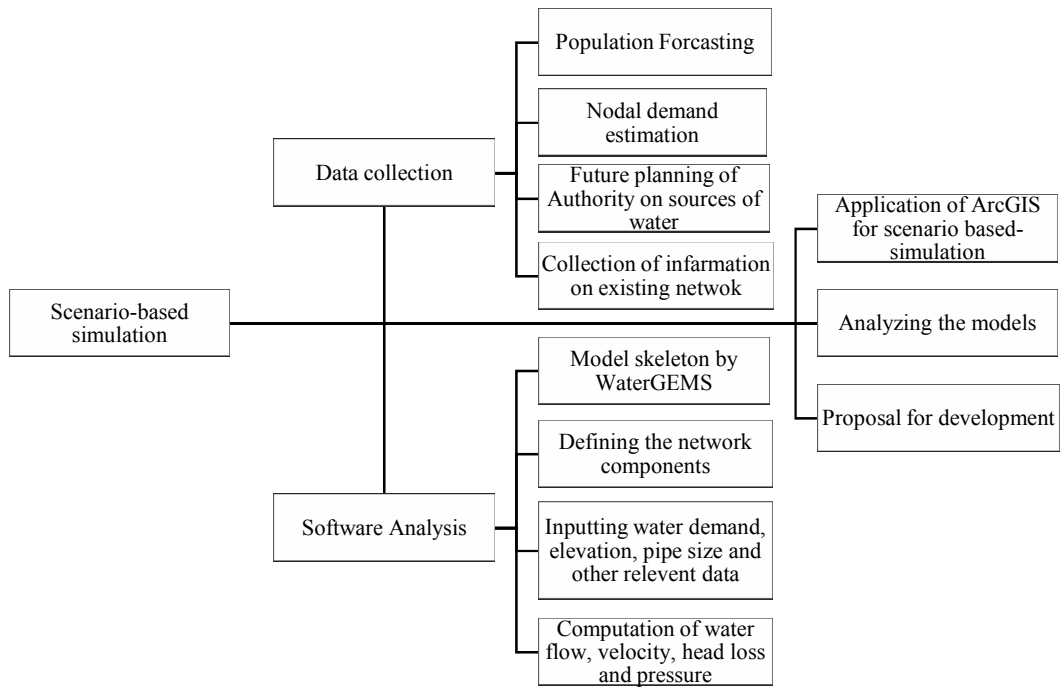 Scenario-based
simulation
Data collection
Population Forcasting
Nodal demand
estimation
Future planning of
Authority on sources of
water
Collection of infarmation
on existing netwok
Software Analysis
Model skeleton by
WaterGEMS
Defining the network
components
Inputting water demand,
elevation, pipe size and
other relevent data
Computation of water
flow, velocity, head loss
and pressure
Application of ArcGIS
for scenario based-
simulation
Analyzing the models
Proposal for development